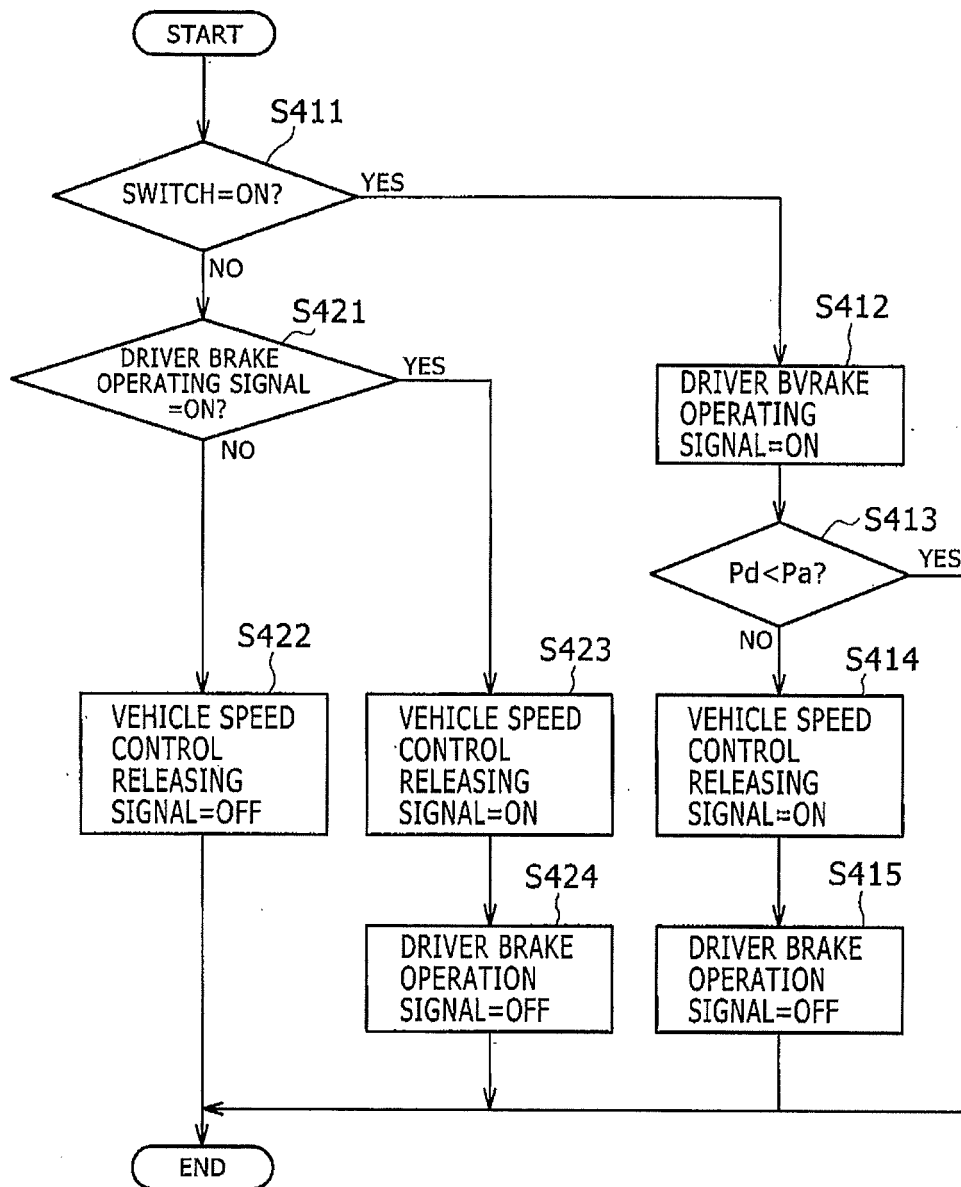 START
S411
SWITCH=ON?
YES
NO
S421
DRIVER BRAKE
OPERATING SIGNAL
=ON?
YES
NO
S412
DRIVER BVRAKE
OPERATING
SIGNAL=ON
S413
Pd<Pa?
YES
NO
S422
VEHICLE SPEED
CONTROL
RELEASING
SIGNAL=OFF
S423
VEHICLE SPEED
CONTROL
RELEASING
SIGNAL=ON
S414
VEHICLE SPEED
CONTROL
RELEASING
SIGNAL=ON
S424
DRIVER BRAKE
OPERATION
SIGNAL=OFF
S415
DRIVER BRAKE
OPERATION
SIGNAL=OFF
END